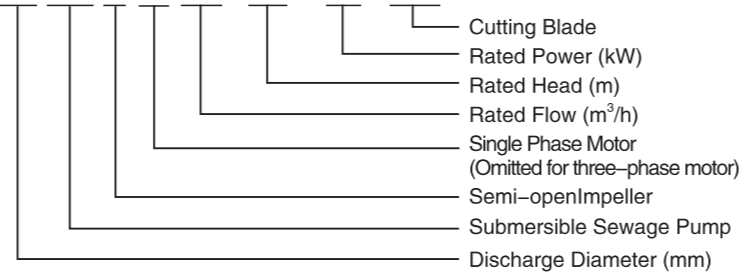 Cutting Blade
Rated Power (kW)
Rated Head (m)
Rated Flow (m³/h)
Single Phase Motor
(Omitted for three–phase motor)
Semi–openImpeller
Submersible Sewage Pump
Discharge Diameter (mm)